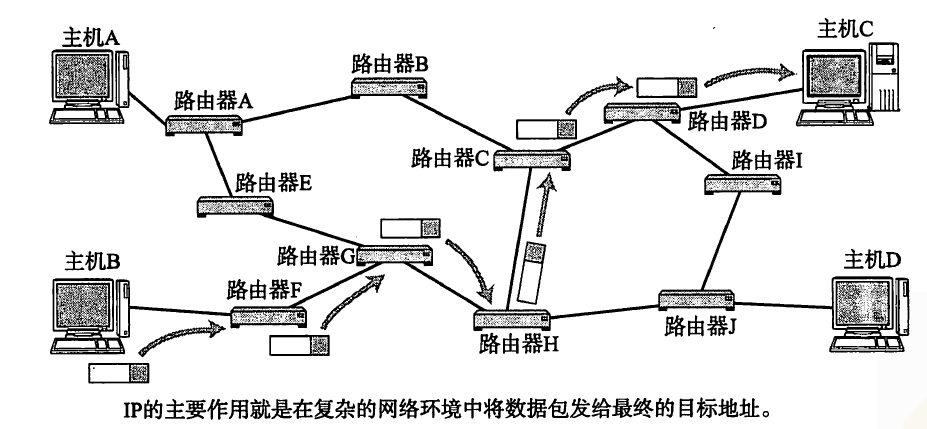 主机A
主机C
路由器B
路由器A
路由器D
路由器C
路由器I
路由器E
路由器G
主机B
主机D
路由器F
路由器J
路由器H
IP的主要作用就是在复杂的网络环境中将数据包发给最终的目标地址。